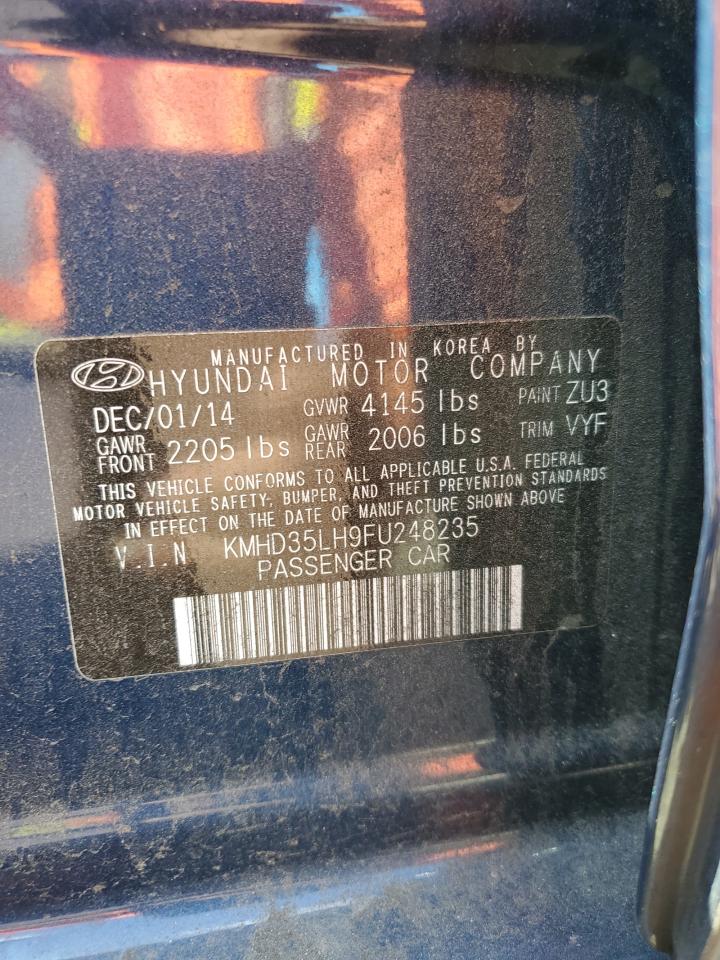 MANUFACTURED IN KOREA BY
HYUNDAI MOTOR COMPANY
DEC/01/14 GVWR 4145 lbs PAINT ZU3
GAWR FRONT 2205 lbs GAWR REAR 2006 lbs TRIM VYF
THIS VEHICLE CONFORMS TO ALL APPLICABLE U.S.A. FEDERAL
MOTOR VEHICLE SAFETY, BUMPER, AND THEFT PREVENTION STANDARDS
IN EFFECT ON THE DATE OF MANUFACTURE SHOWN ABOVE
V.I.N KMHD35LH9FU248235
PASSENGER CAR